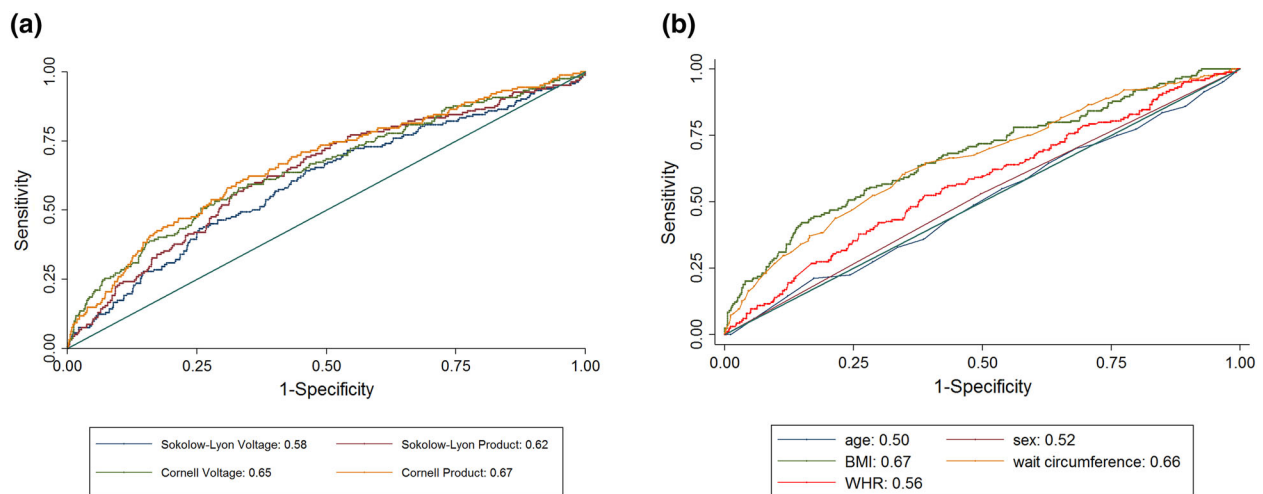 (a)
Sensitivity
1.00
0.75
0.50
0.25
0.00
0.00 0.25 0.50 0.75 1.00
1-Specificity
Sokolow-Lyon Voltage: 0.58 Sokolow-Lyon Product: 0.62
Cornell Voltage: 0.65 Cornell Product: 0.67
(b)
Sensitivity
1.00
0.75
0.50
0.25
0.00
0.00 0.25 0.50 0.75 1.00
1-Specificity
age: 0.50 sex: 0.52
BMI: 0.67 wait circumference: 0.66
WHR: 0.56